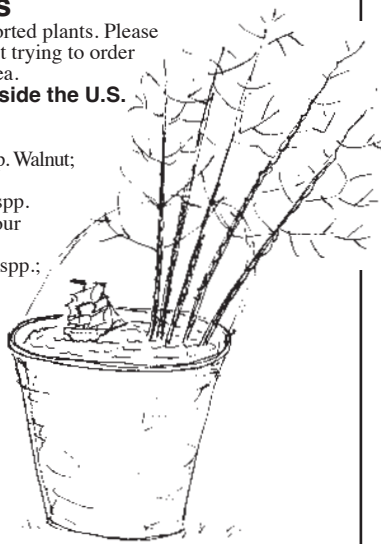 s
orted plants. Please
t trying to order
ea.
side the U.S.
p. Walnut;
spp.
our
spp.;